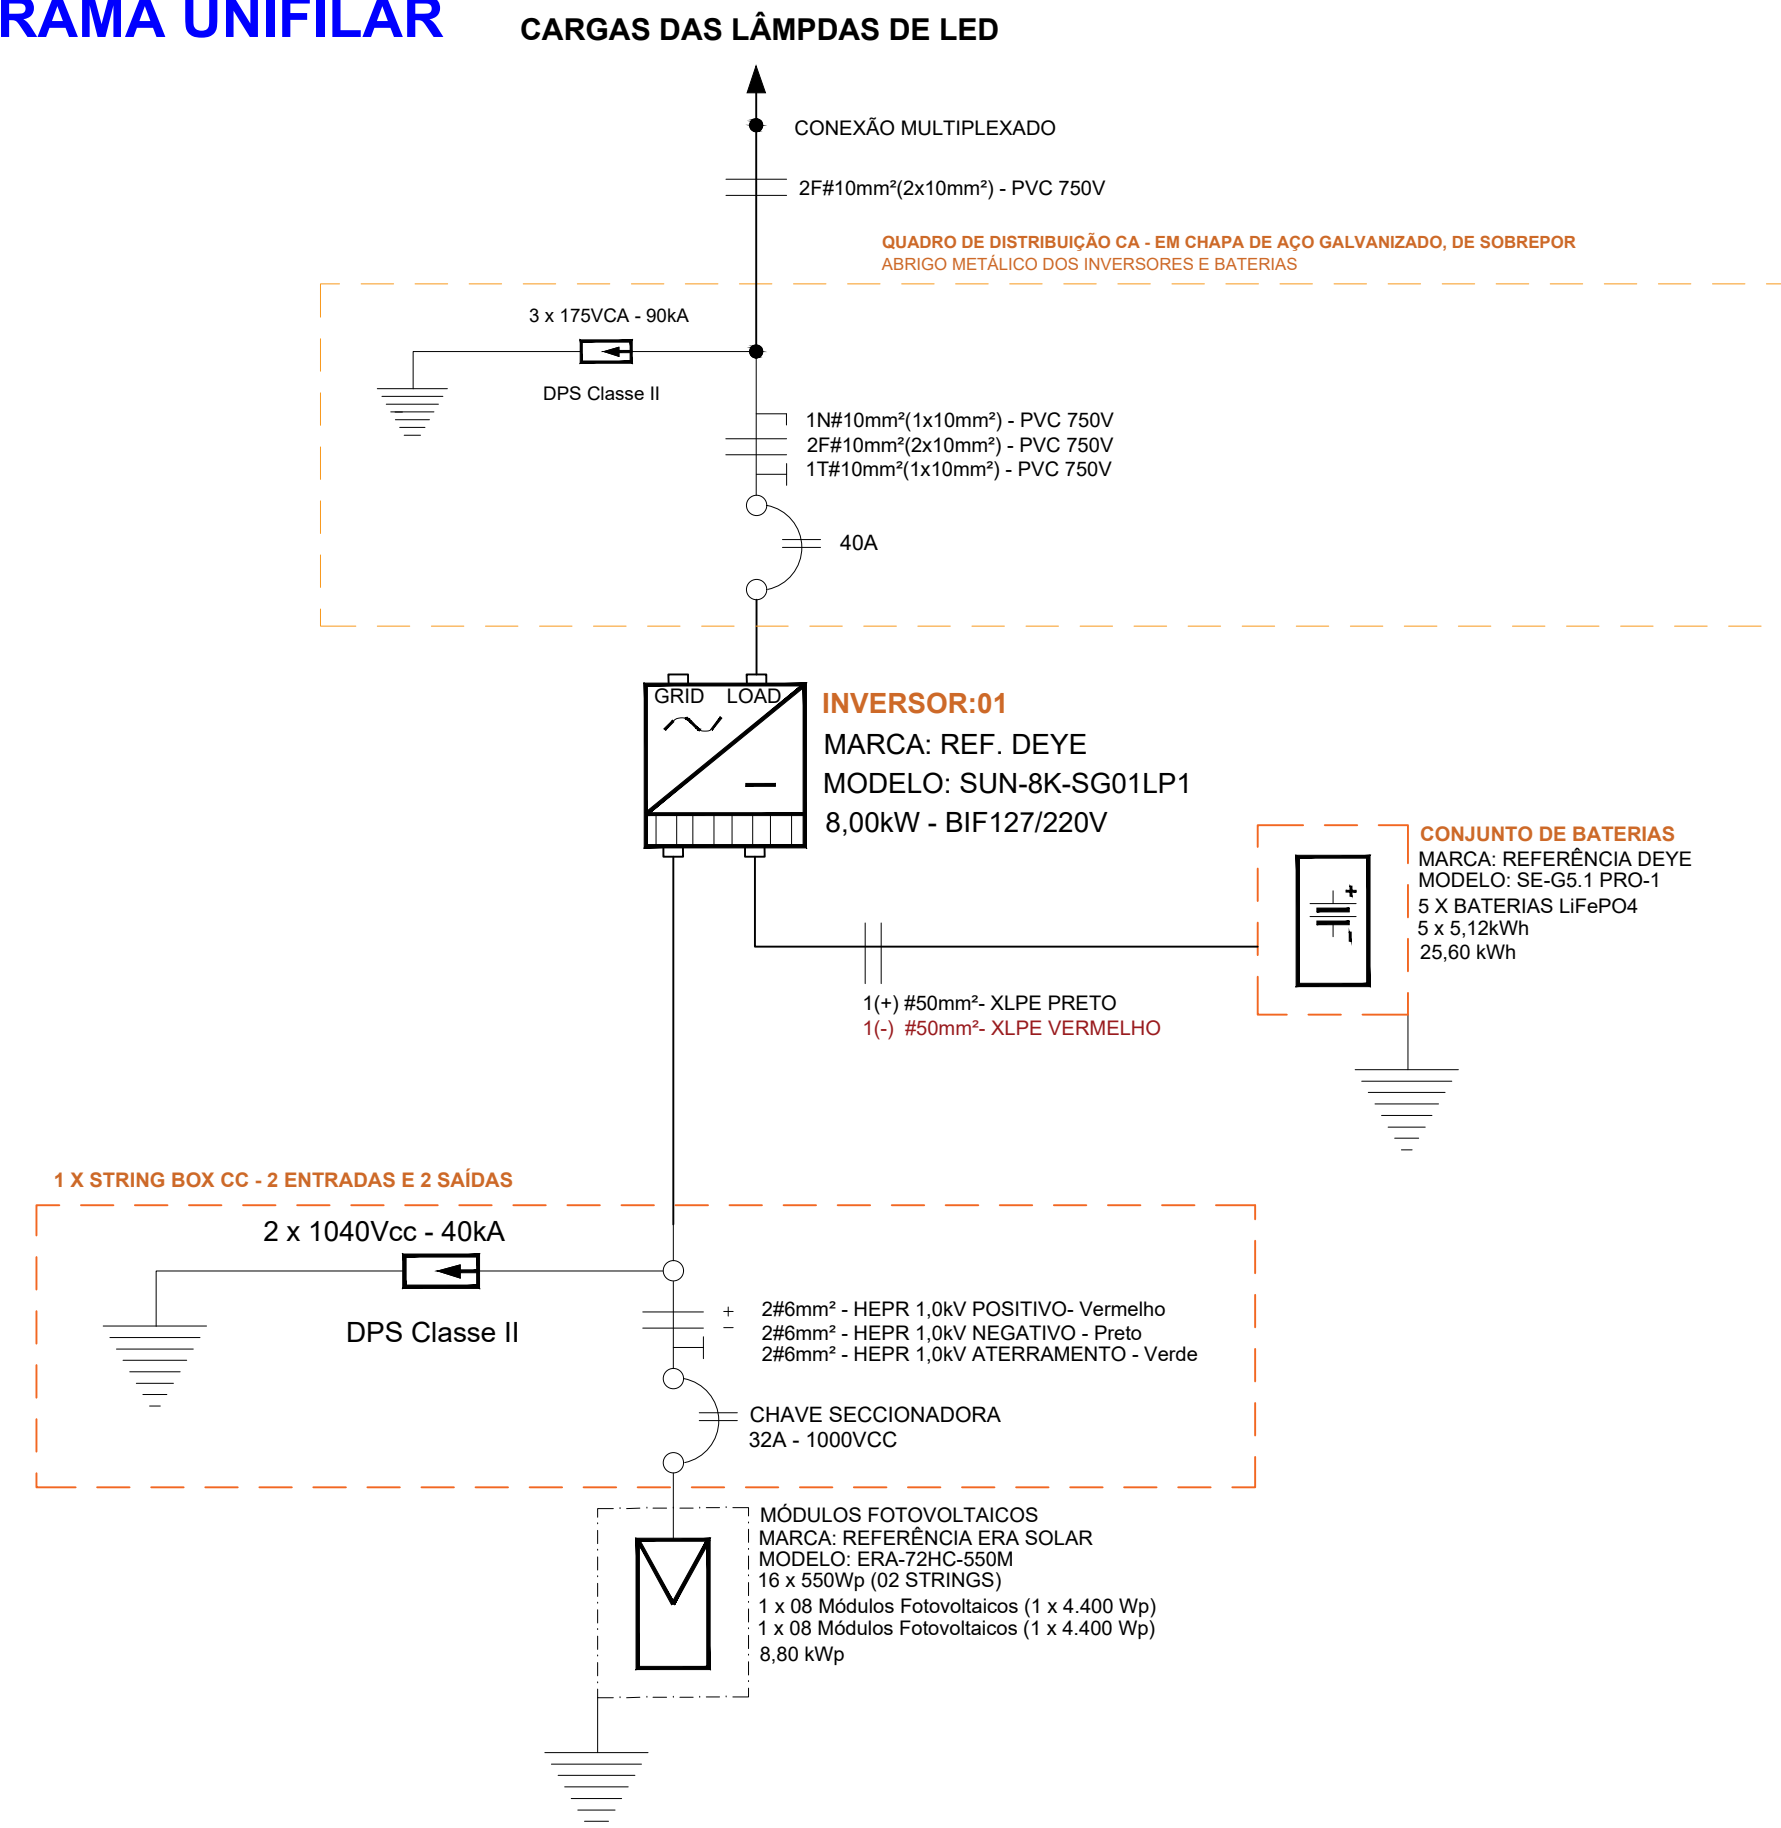 RAMA UNIFILAR
CARGAS DAS LÂMPDAS DE LED
CONEXÃO MULTIPLEXADO
2F#10mm²(2x10mm²) - PVC 750V
QUADRO DE DISTRIBUIÇÃO CA - EM CHAPA DE AÇO GALVANIZADO, DE SOBREPOR
ABRIGO METÁLICO DOS INVERSORES E BATERIAS
3 x 175VCA - 90kA
DPS Classe II
1N#10mm²(1x10mm²) - PVC 750V
2F#10mm²(2x10mm²) - PVC 750V
1T#10mm²(1x10mm²) - PVC 750V
40A
GRID LOAD
INVERSOR:01
MARCA: REF. DEYE
MODELO: SUN-8K-SG01LP1
8,00kW - BIF127/220V
CONJUNTO DE BATERIAS
MARCA: REFERÊNCIA DEYE
MODELO: SE-G5.1 PRO-1
5 X BATERIAS LiFePO4
5 x 5,12kWh
25,60 kWh
+
-
1(+) #50mm²- XLPE PRETO
1(-) #50mm²- XLPE VERMELHO
1 X STRING BOX CC - 2 ENTRADAS E 2 SAÍDAS
2 x 1040Vcc - 40kA
DPS Classe II
+ 2#6mm² - HEPR 1,0kV POSITIVO- Vermelho
- 2#6mm² - HEPR 1,0kV NEGATIVO - Preto
2#6mm² - HEPR 1,0kV ATERRAMENTO - Verde
CHAVE SECCIONADORA
32A - 1000VCC
MÓDULOS FOTOVOLTAICOS
MARCA: REFERÊNCIA ERA SOLAR
MODELO: ERA-72HC-550M
16 x 550Wp (02 STRINGS)
1 x 08 Módulos Fotovoltaicos (1 x 4.400 Wp)
1 x 08 Módulos Fotovoltaicos (1 x 4.400 Wp)
8,80 kWp